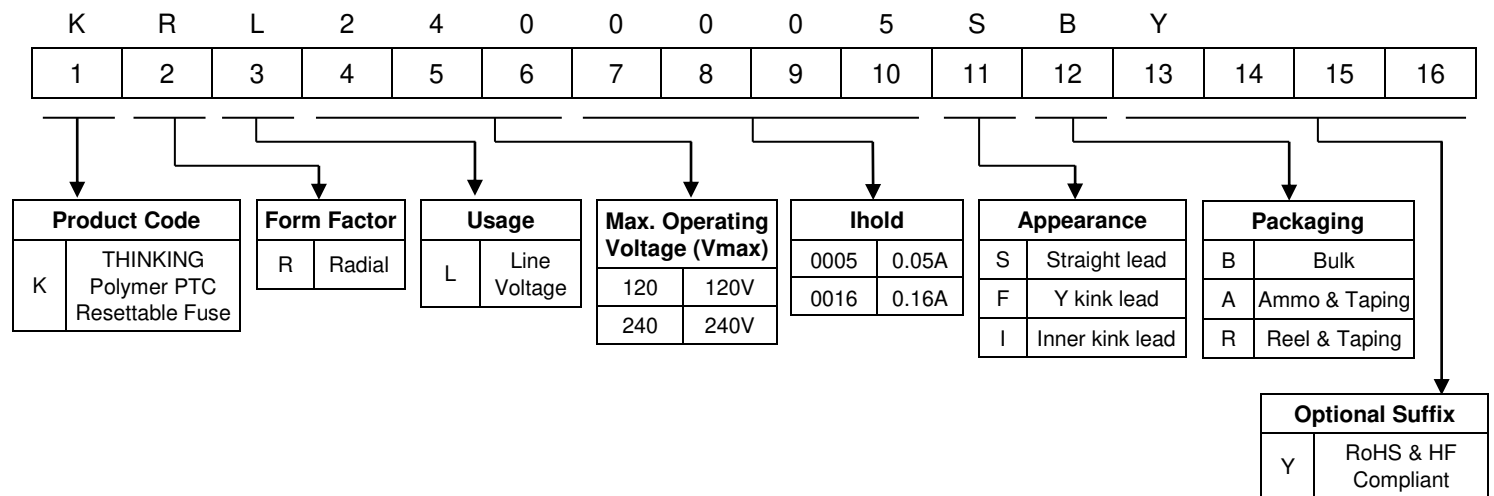 K R L 2 4 0 0 0 0 5 S B Y
1 2 3 4 5 6 7 8 9 10 11 12 13 14 15 16
Product Code
K THINKING
Polymer PTC
Resettable Fuse
Form Factor
R Radial
Usage
L Line
Voltage
Max. Operating
Voltage (Vmax)
120 120V
240 240V
Ihold
0005 0.05A
0016 0.16A
Appearance
S Straight lead
F Y kink lead
I Inner kink lead
Packaging
B Bulk
A Ammo & Taping
R Reel & Taping
Optional Suffix
Y RoHS & HF
Compliant